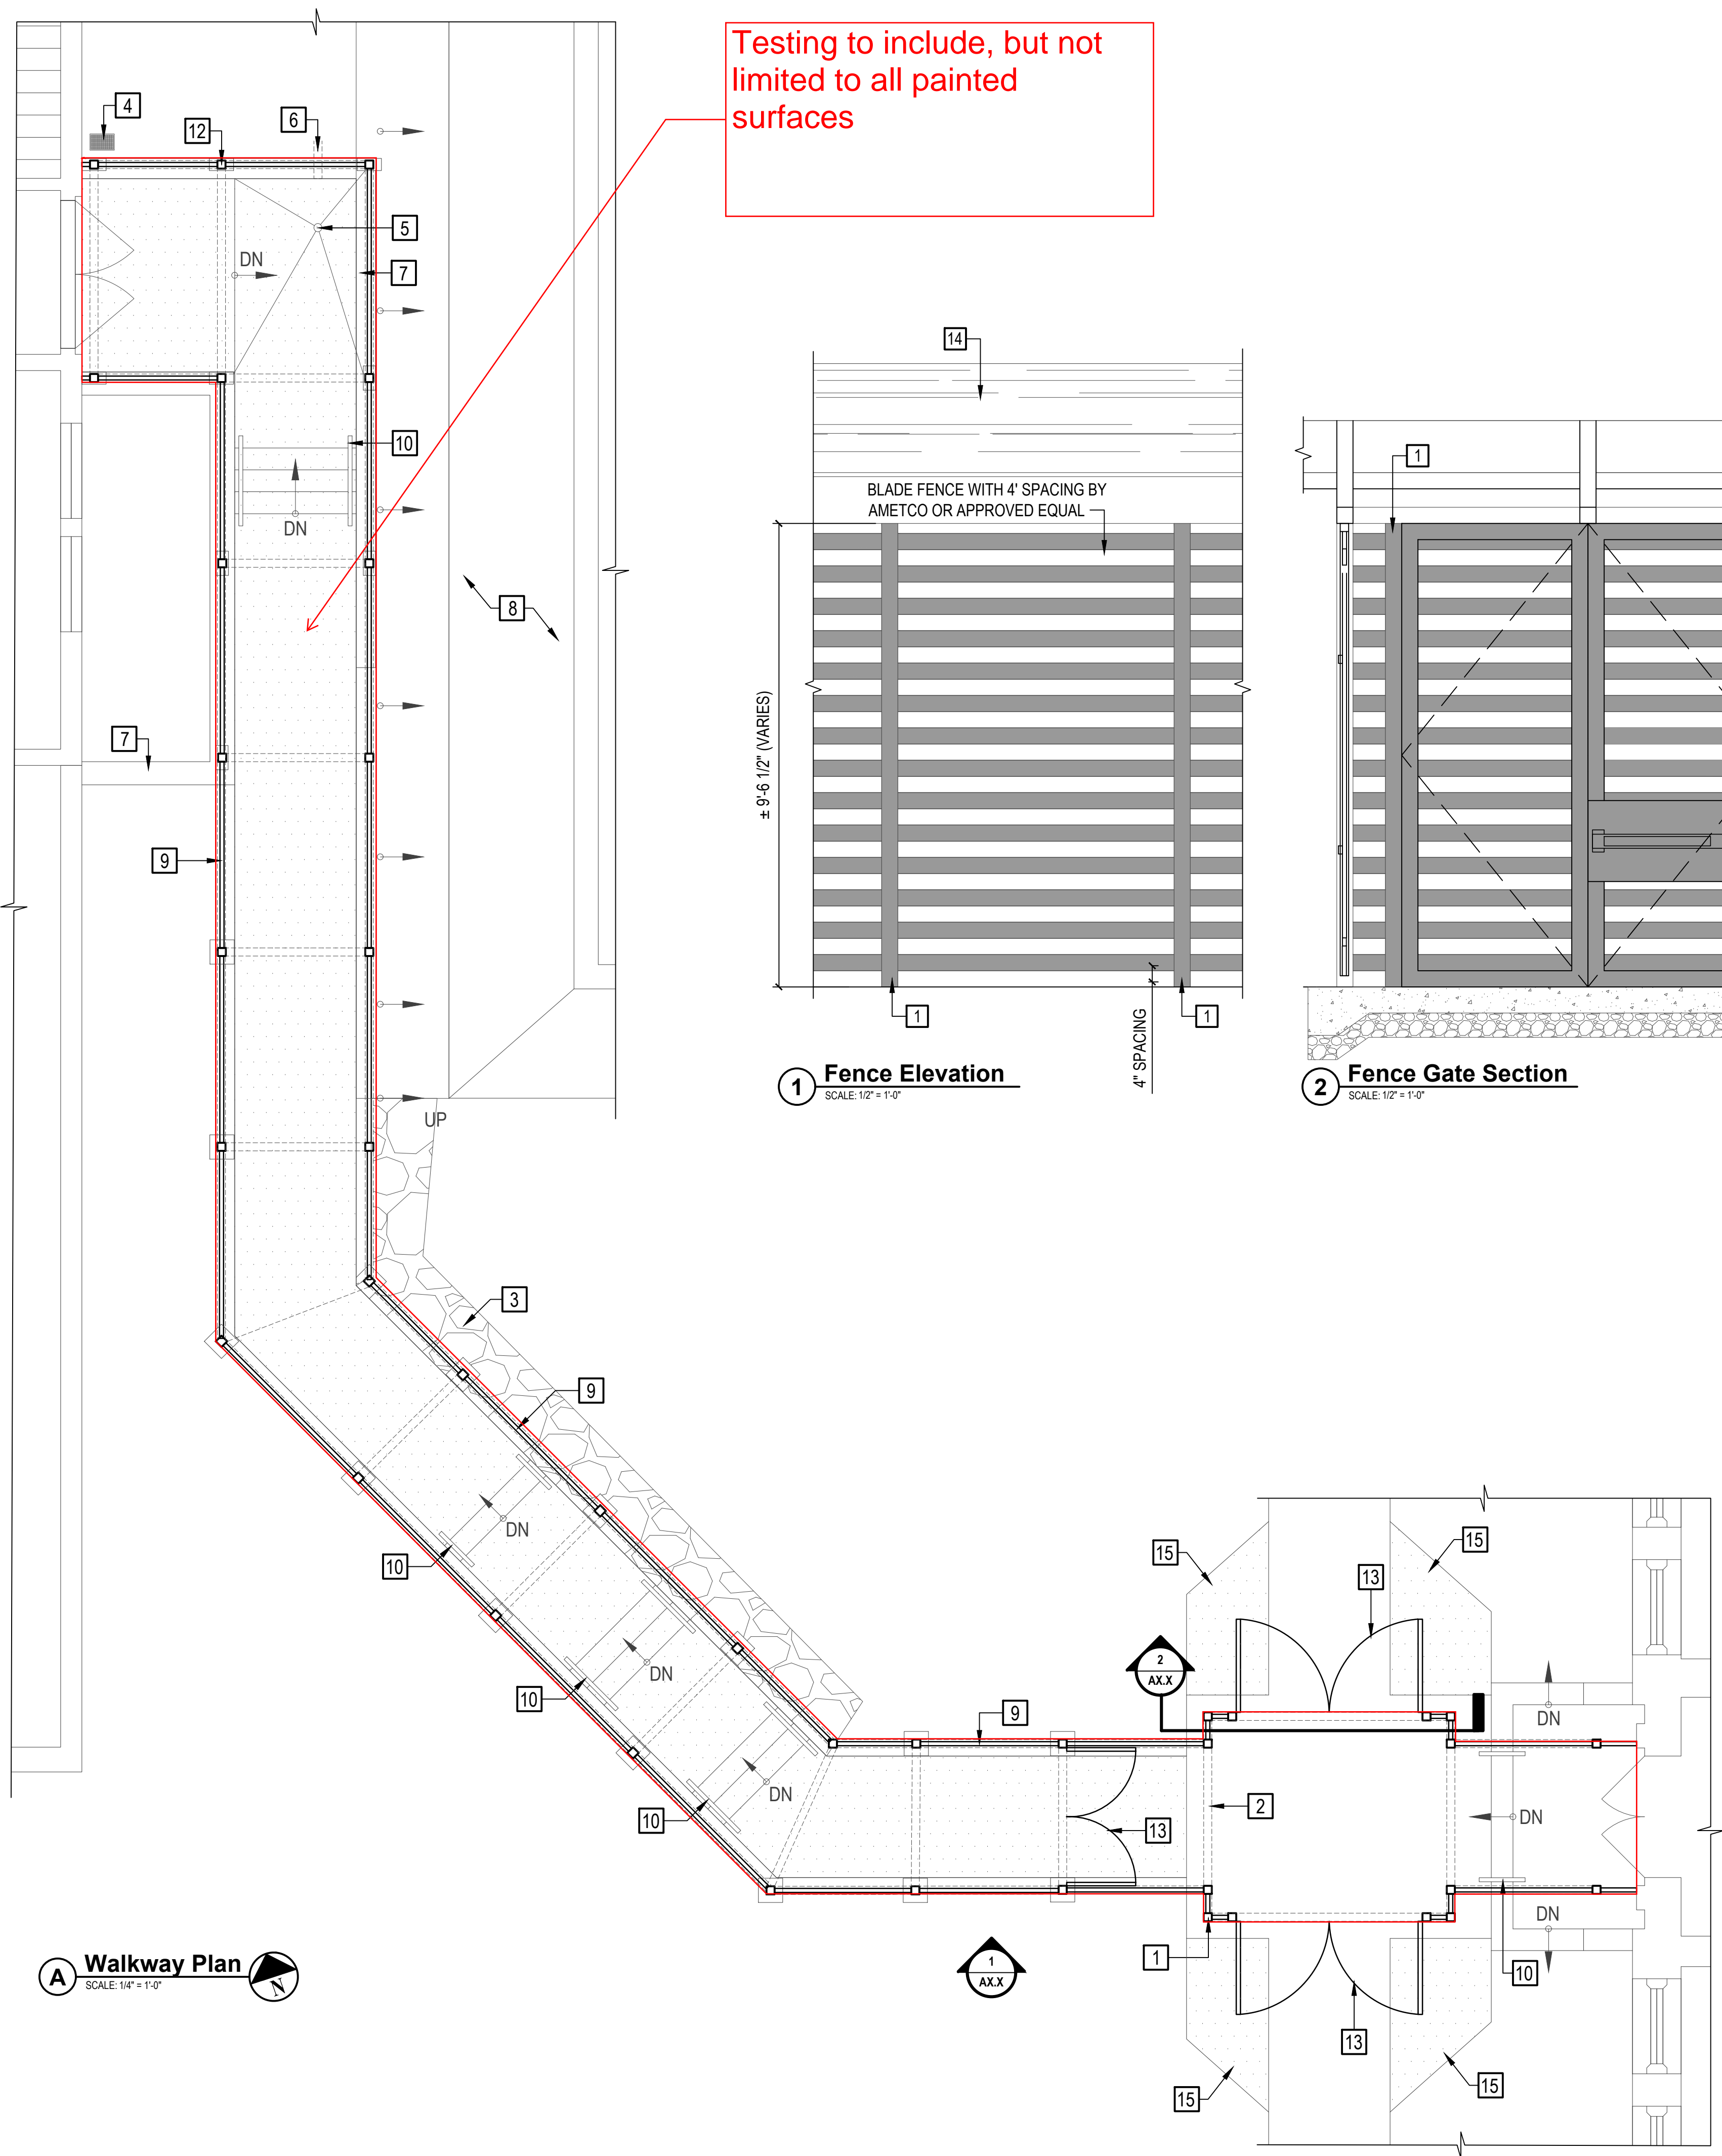 Testing to include, but not
limited to all painted
surfaces
4
12
6
5
DN
7
10
DN
8
7
9
UP
3
9
DN
10
DN
10
DN
10
9
13
2
1
15
15
13
2
AX.X
DN
DN
DN
10
13
15
15
1
AX.X
14
BLADE FENCE WITH 4' SPACING BY
AMETCO OR APPROVED EQUAL
± 9'-6 1/2" (VARIES)
1
1
4" SPACING
1 Fence Elevation
SCALE: 1/2" = 1'-0"
1
2 Fence Gate Section
SCALE: 1/2" = 1'-0"
A Walkway Plan
SCALE: 1/4" = 1'-0"
N